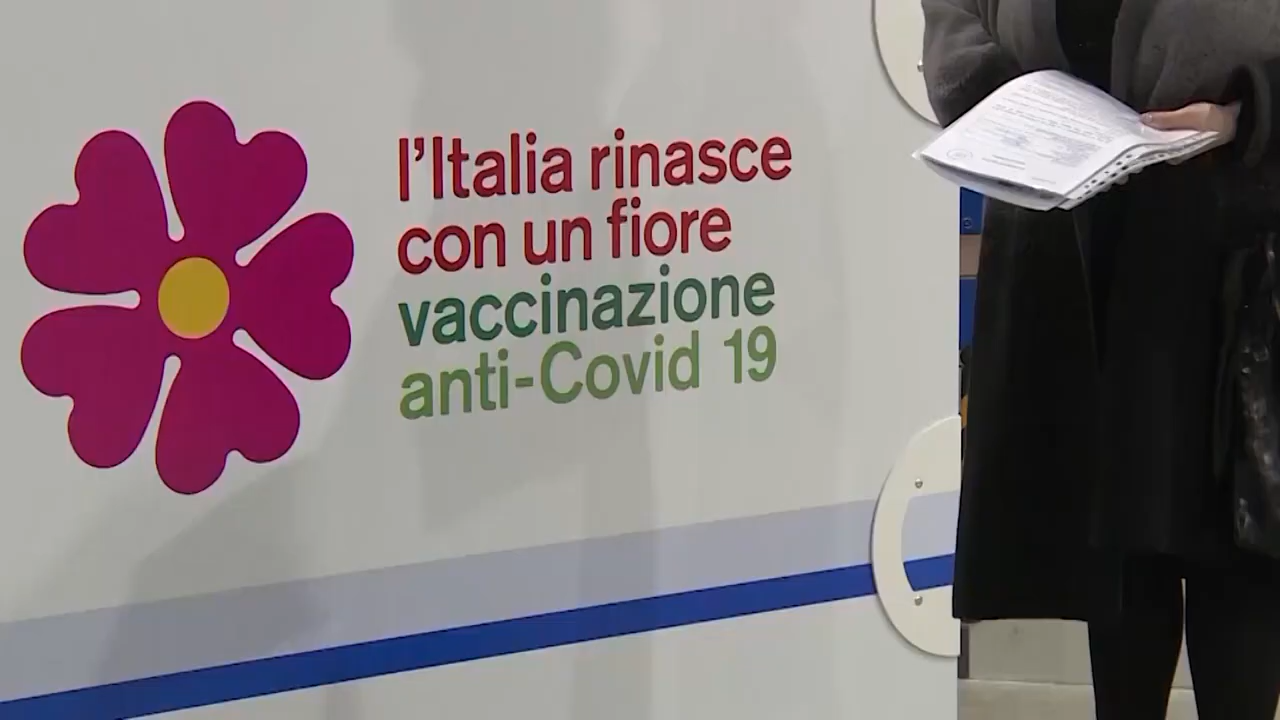 l’Italia rinasce
con un fiore
vaccinazione
anti-Covid 19